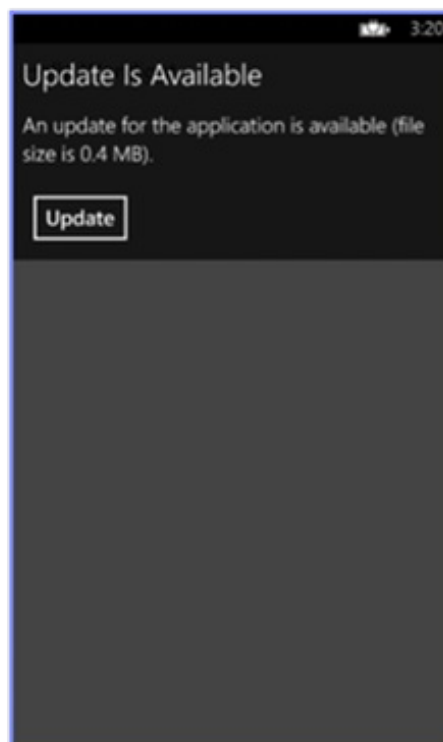 3:20
Update Is Available
An update for the application is available (file
size is 0.4 MB).
Update